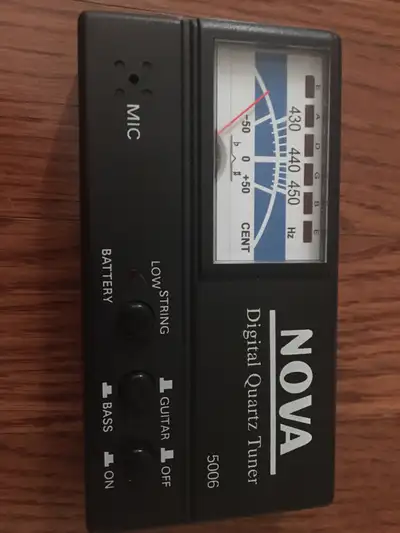 E A D G B E
430 440 450 Hz
-50 0 +50 CENT
♭ ♯
NOVA
Digital Quartz Tuner
5006
MIC
LOW BATTERY
STRING
GUITAR
BASS
OFF
ON